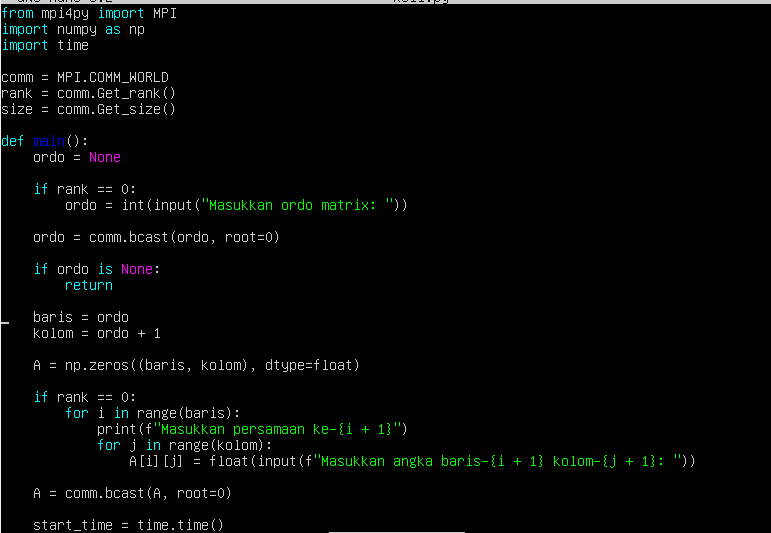 from mpi4py import MPI
import numpy as np
import time

comm = MPI.COMM_WORLD
rank = comm.Get_rank()
size = comm.Get_size()

def main():
    ordo = None

    if rank == 0:
        ordo = int(input("Masukkan ordo matrix: "))

    ordo = comm.bcast(ordo, root=0)

    if ordo is None:
        return

    baris = ordo
    kolom = ordo + 1

    A = np.zeros((baris, kolom), dtype=float)

    if rank == 0:
        for i in range(baris):
            print(f"Masukkan persamaan ke-{i + 1}")
            for j in range(kolom):
                A[i][j] = float(input(f"Masukkan angka baris-{i + 1} kolom-{j + 1}: "))

    A = comm.bcast(A, root=0)

    start_time = time.time()